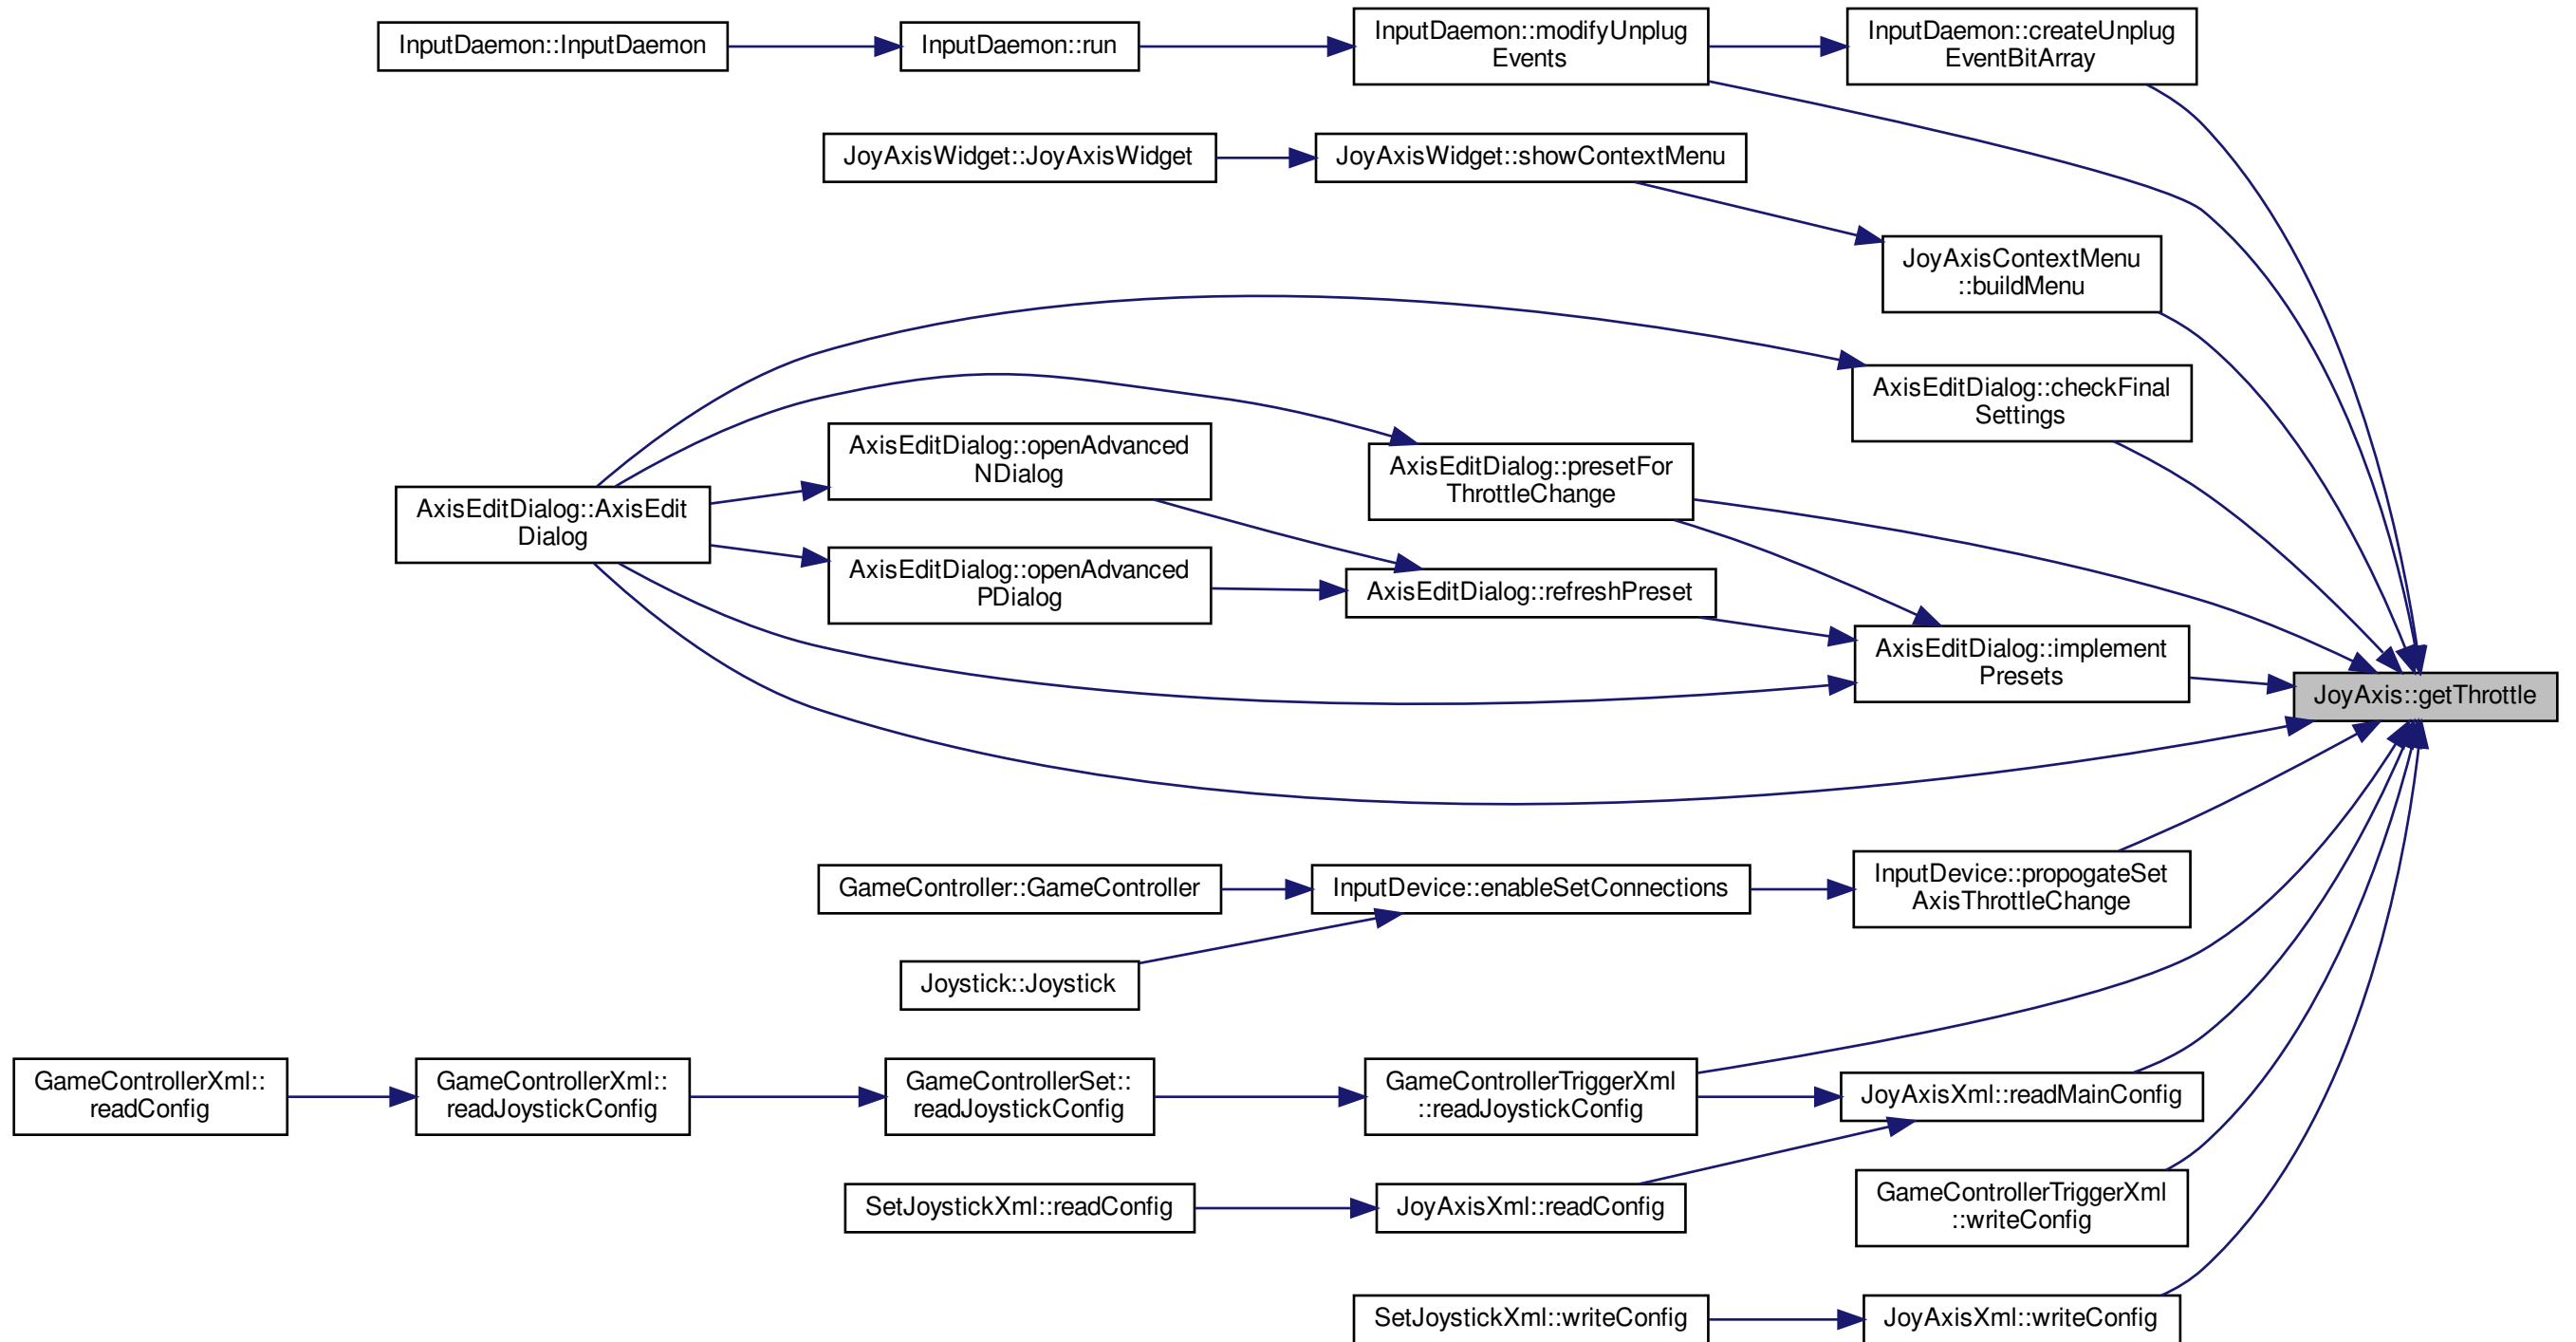 InputDaemon::InputDaemon
InputDaemon::run
InputDaemon::modifyUnplug
Events
InputDaemon::createUnplug
EventBitArray
JoyAxisWidget::JoyAxisWidget
JoyAxisWidget::showContextMenu
JoyAxisContextMenu
::buildMenu
AxisEditDialog::checkFinal
Settings
AxisEditDialog::openAdvanced
NDialog
AxisEditDialog::presetFor
ThrottleChange
AxisEditDialog::AxisEdit
Dialog
AxisEditDialog::openAdvanced
PDialog
AxisEditDialog::refreshPreset
AxisEditDialog::implement
Presets
JoyAxis::getThrottle
GameController::GameController
InputDevice::enableSetConnections
InputDevice::propogateSet
AxisThrottleChange
Joystick::Joystick
GameControllerXml::
readConfig
GameControllerXml::
readJoystickConfig
GameControllerSet::
readJoystickConfig
GameControllerTriggerXml
::readJoystickConfig
JoyAxisXml::readMainConfig
SetJoystickXml::readConfig
JoyAxisXml::readConfig
GameControllerTriggerXml
::writeConfig
SetJoystickXml::writeConfig
JoyAxisXml::writeConfig